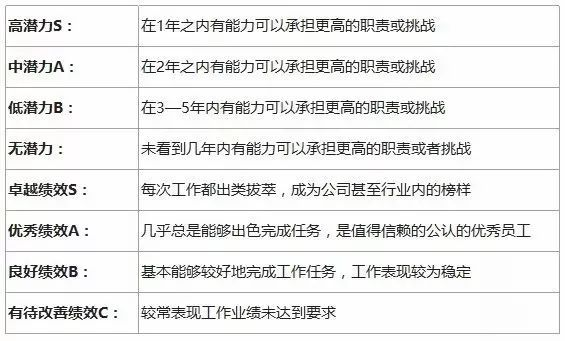 高潜力S： 在1年之内有能力可以承担更高的职责或挑战
中潜力A： 在2年之内有能力可以承担更高的职责或挑战
低潜力B： 在3—5年内有能力可以承担更高的职责或挑战
无潜力： 未看到几年内有能力可以承担更高的职责或者挑战
卓越绩效S： 每次工作都出类拔萃，成为公司甚至行业内的榜样
优秀绩效A： 几乎总是能够出色完成任务，是值得信赖的公认的优秀员工
良好绩效B： 基本能够较好地完成工作任务，工作表现较为稳定
有待改善绩效C： 较常表现工作业绩未达到要求